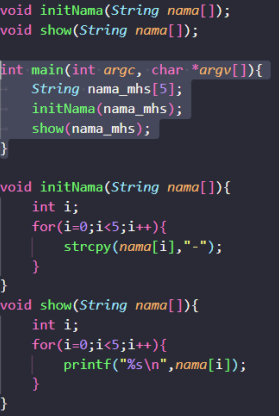 void initNama(String nama[]);
void show(String nama[]);
int main(int argc, char *argv[]){
String nama_mhs[5];
initNama(nama_mhs);
show(nama_mhs);
}
void initNama(String nama[]){
int i;
for(i=0;i<5;i++){
strcpy(nama[i],"-");
}
}
void show(String nama[]){
int i;
for(i=0;i<5;i++){
printf("%s\n",nama[i]);
}
}